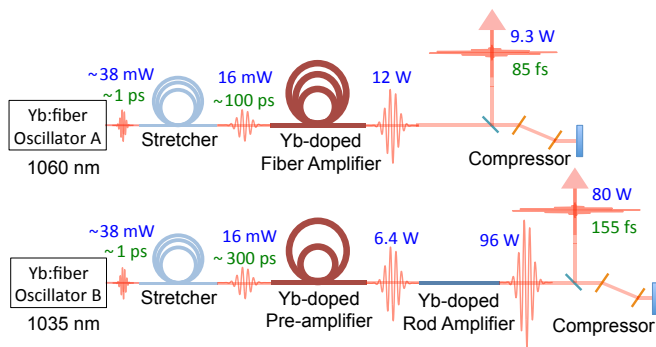 9.3 W
85 fs
~38 mW
~1 ps
16 mW
~100 ps
12 W
Yb:fiber
Oscillator A
1060 nm
Stretcher
Yb-doped
Fiber Amplifier
Compressor
80 W
155 fs
~38 mW
~1 ps
16 mW
~300 ps
6.4 W
96 W
Yb:fiber
Oscillator B
1035 nm
Stretcher
Yb-doped
Pre-amplifier
Yb-doped
Rod Amplifier
Compressor